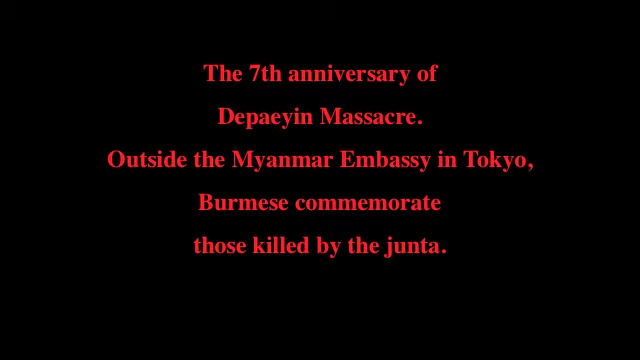 The 7th anniversary of
Depaeyin Massacre.
Outside the Myanmar Embassy in Tokyo,
Burmese commemorate
those killed by the junta.